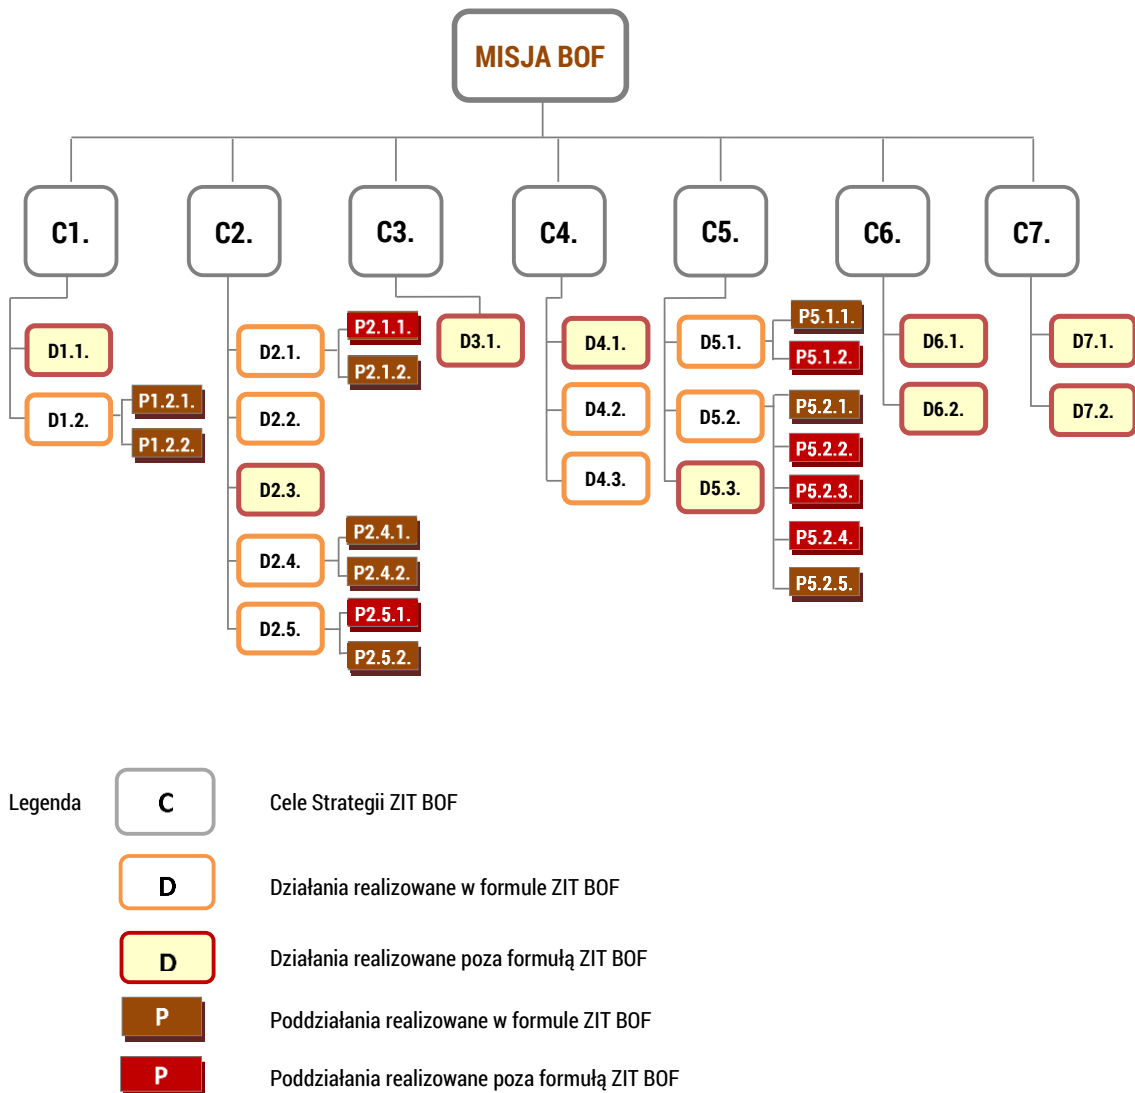 MISJA BOF
C1.
C2.
C3.
C4.
C5.
C6.
C7.
D1.1.
D1.2.
P1.2.1.
P1.2.2.
D2.1.
P2.1.1.
P2.1.2.
D2.2.
D2.3.
D2.4.
P2.4.1.
P2.4.2.
D2.5.
P2.5.1.
P2.5.2.
D3.1.
D4.1.
D4.2.
D4.3.
D5.1.
P5.1.1.
P5.1.2.
D5.2.
P5.2.1.
P5.2.2.
P5.2.3.
P5.2.4.
P5.2.5.
D5.3.
D6.1.
D6.2.
D7.1.
D7.2.
Legenda
C Cele Strategii ZIT BOF
D Działania realizowane w formule ZIT BOF
D Działania realizowane poza formułą ZIT BOF
P Poddziałania realizowane w formule ZIT BOF
P Poddziałania realizowane poza formułą ZIT BOF